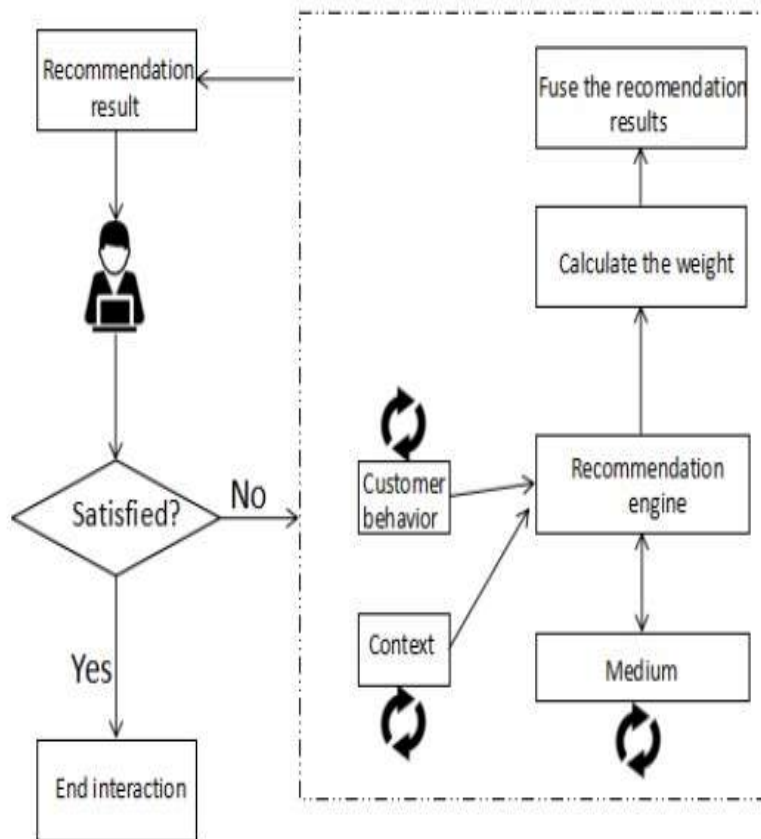 Recommendation
result
Fuse the recomendation
results
Calculate the weight
Customer
behavior
Recommendation
engine
Satisfied?
No
Context
Medium
Yes
End interaction